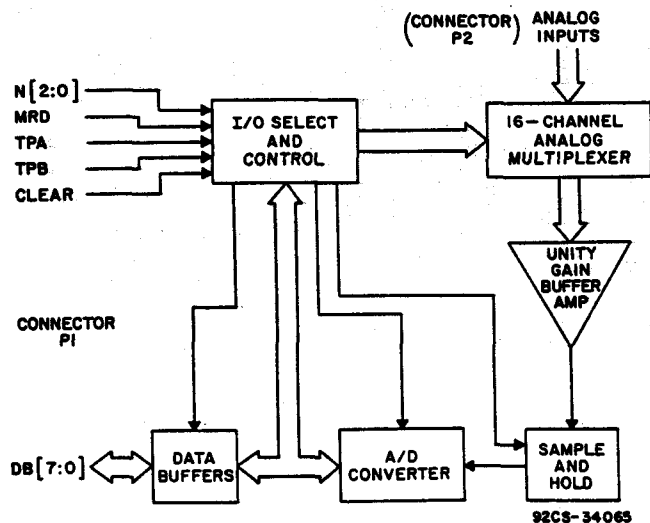 (CONNECTOR P2)
ANALOG
INPUTS
N[2:0]
MRD
TPA
TPB
CLEAR
I/O SELECT
AND
CONTROL
16-CHANNEL
ANALOG
MULTIPLEXER
UNITY
GAIN
BUFFER
AMP
CONNECTOR
P1
DB[7:0]
DATA
BUFFERS
A/D
CONVERTER
SAMPLE
AND
HOLD
92CS-34065